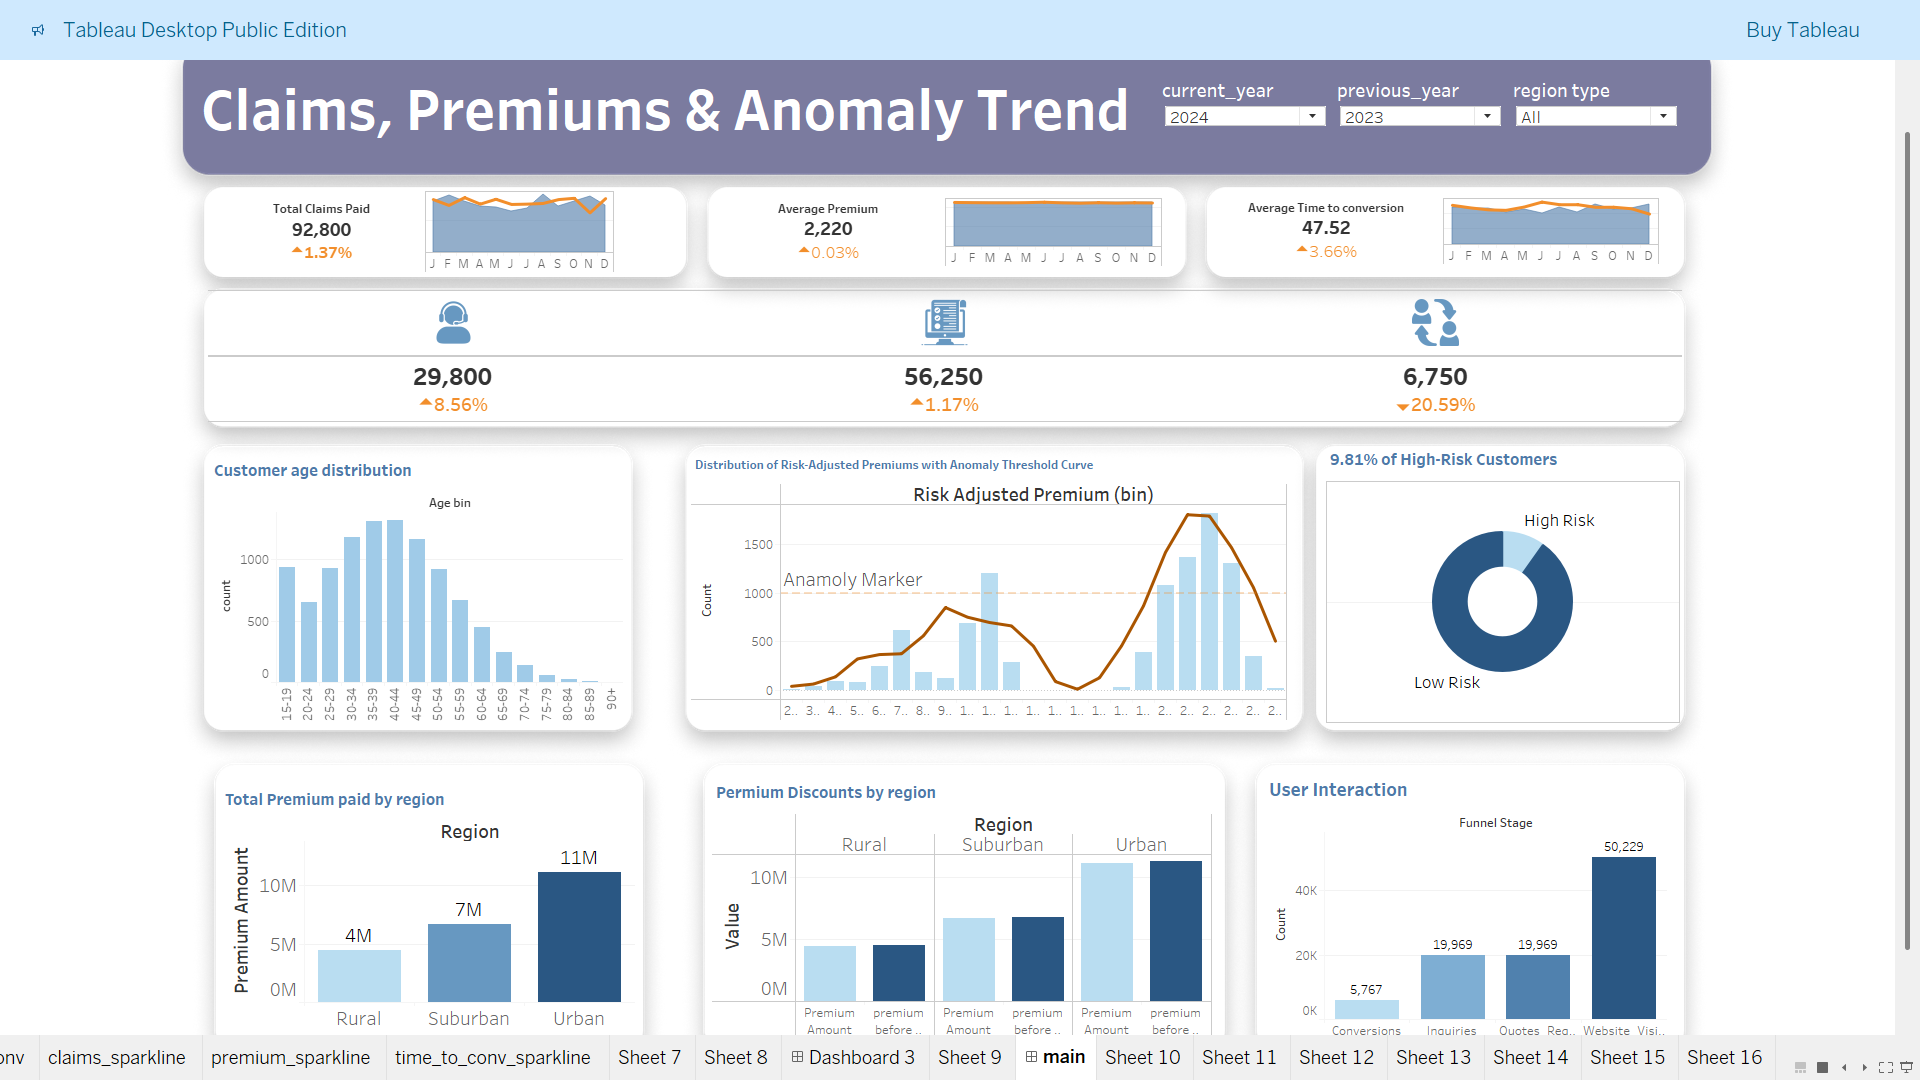 Tableau Desktop Public Edition
Buy Tableau
Claims, Premiums & Anomaly Trend
current_year
previous_year
region type
2024
2023
All
Total Claims Paid
92,800
1.37%
J F M A M J J A S O N D
Average Premium
2,220
0.03%
J F M A M J J A S O N D
Average Time to conversion
47.52
3.66%
J F M A M J J A S O N D
29,800
8.56%
56,250
1.17%
6,750
20.59%
Customer age distribution
Age bin
count
1000
500
0
15-19
20-24
25-29
30-34
35-39
40-44
45-49
50-54
55-59
60-64
65-69
70-74
75-79
80-84
85-89
90+
Distribution of Risk-Adjusted Premiums with Anomaly Threshold Curve
Risk Adjusted Premium (bin)
Count
1500
1000
500
0
Anamoly Marker
2.. 3.. 4.. 5.. 6.. 7.. 8.. 9.. 1.. 1.. 1.. 1.. 1.. 1.. 1.. 1.. 1.. 2.. 2.. 2.. 2.. 2.. 2..
9.81% of High-Risk Customers
High Risk
Low Risk
Total Premium paid by region
Region
Premium Amount
10M
5M
0M
4M
7M
11M
Rural
Suburban
Urban
Permium Discounts by region
Region
Rural
Suburban
Urban
Value
10M
5M
0M
Premium Amount
premium before ..
Premium Amount
premium before ..
Premium Amount
premium before ..
User Interaction
Funnel Stage
Count
40K
20K
0K
5,767
19,969
19,969
50,229
Conversions
Inquiries
Quotes_Req..
Website_Visi..
onv
claims_sparkline
premium_sparkline
time_to_conv_sparkline
Sheet 7
Sheet 8
Dashboard 3
Sheet 9
main
Sheet 10
Sheet 11
Sheet 12
Sheet 13
Sheet 14
Sheet 15
Sheet 16